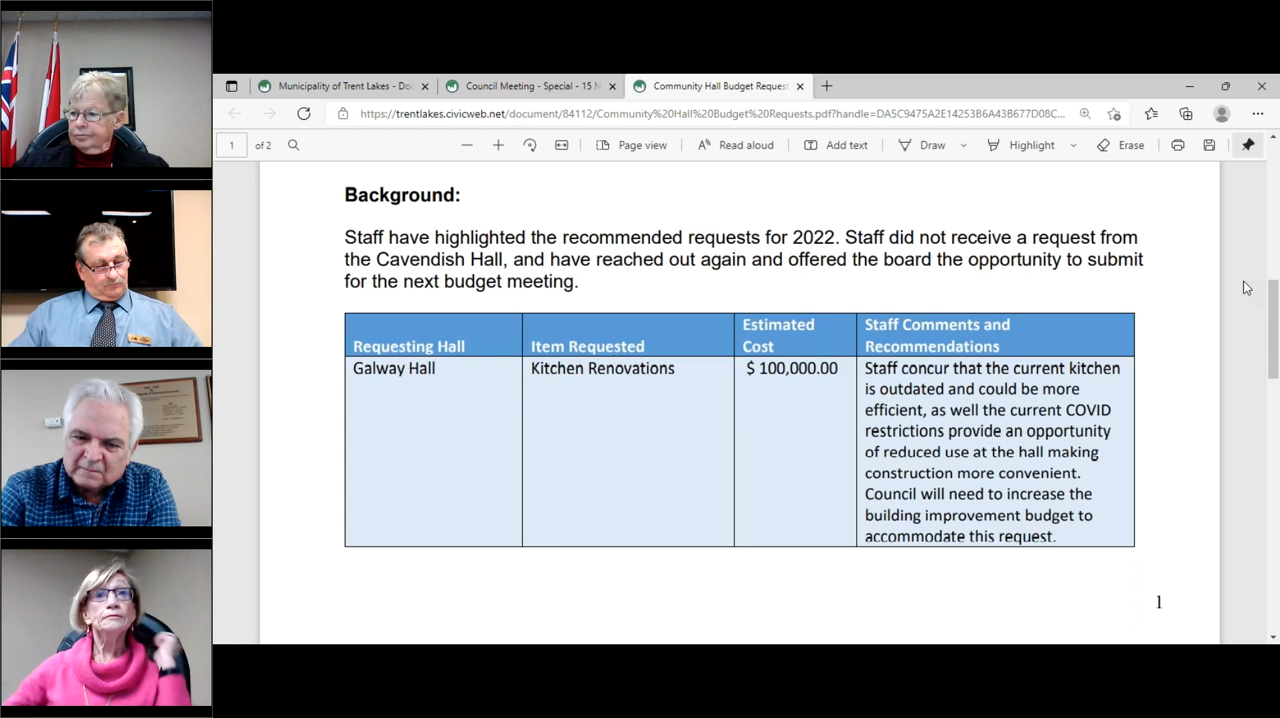 Municipality of Trent Lakes - Doc
Council Meeting - Special - 15 N
Community Hall Budget Request
https://trentlakes.civicweb.net/document/84112/Community%20Hall%20Budget%20Requests.pdf?handle=DA5C9475A2E14253B6A43B677D08C...
1 of 2
Page view
Read aloud
Add text
Draw
Highlight
Erase
Background:
Staff have highlighted the recommended requests for 2022. Staff did not receive a request from
the Cavendish Hall, and have reached out again and offered the board the opportunity to submit
for the next budget meeting.
Requesting Hall
Item Requested
Estimated
Cost
Staff Comments and
Recommendations
Galway Hall
Kitchen Renovations
$ 100,000.00
Staff concur that the current kitchen
is outdated and could be more
efficient, as well the current COVID
restrictions provide an opportunity
of reduced use at the hall making
construction more convenient.
Council will need to increase the
building improvement budget to
accommodate this request.
1